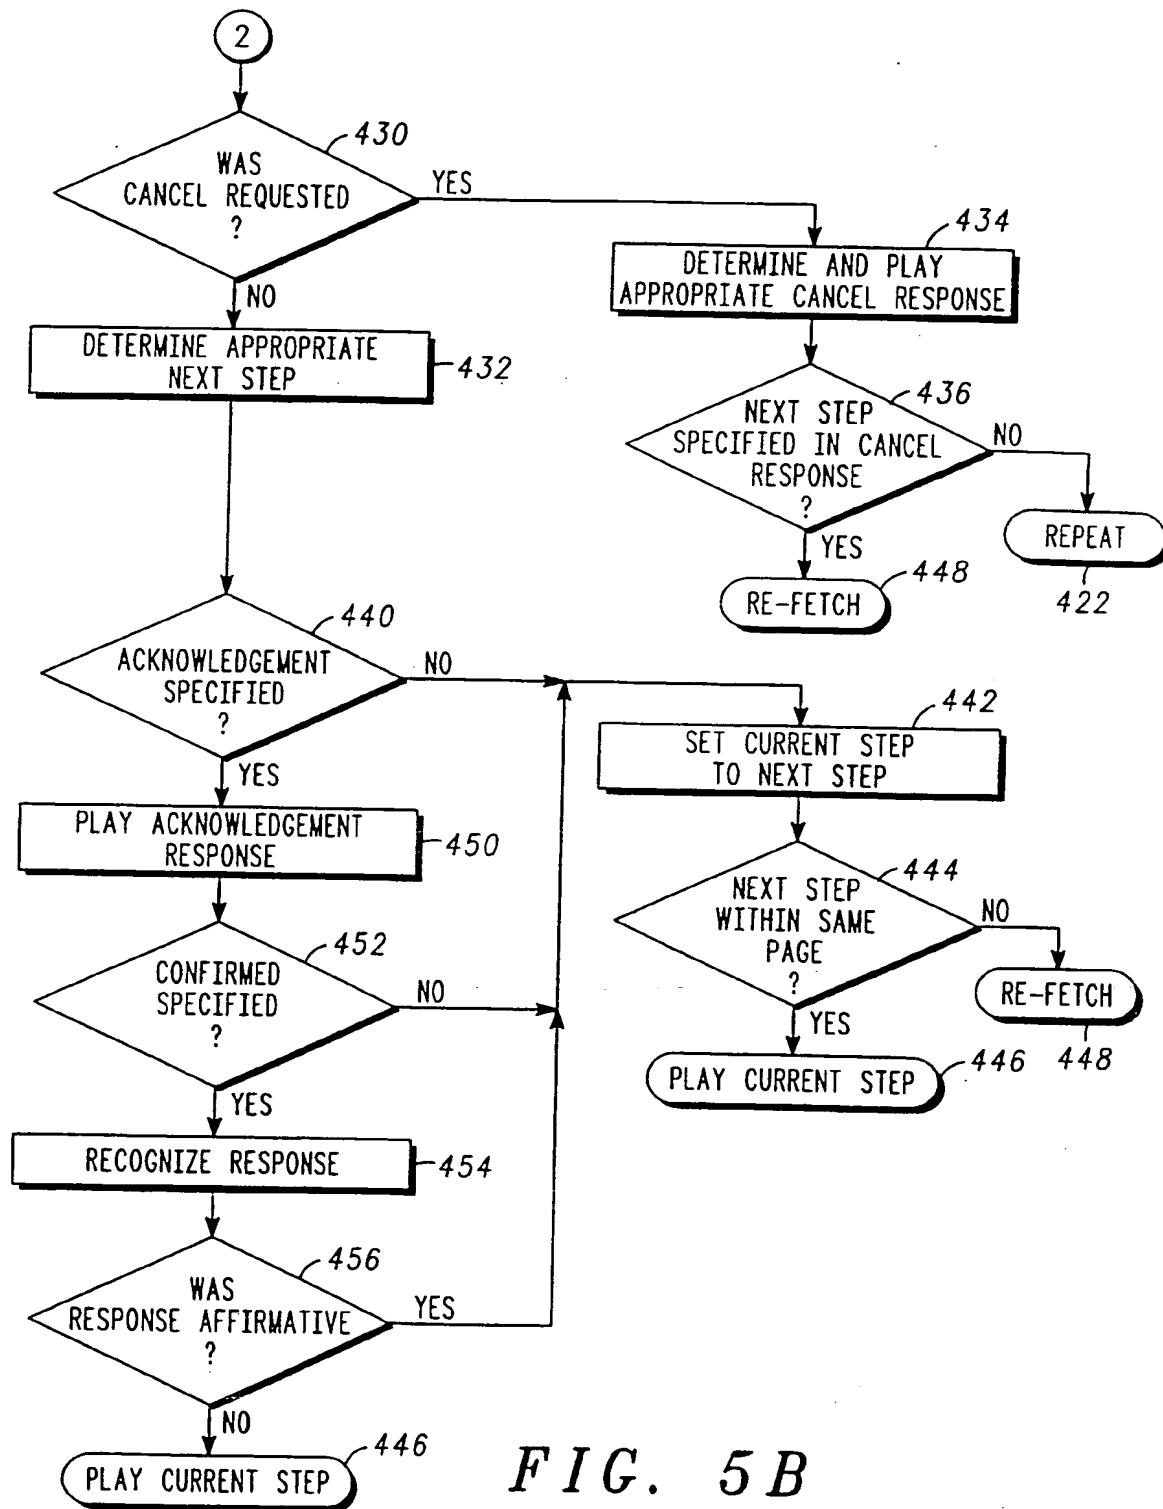 2
430
WAS
CANCEL REQUESTED
?
YES
NO
434
DETERMINE AND PLAY
APPROPRIATE CANCEL RESPONSE
DETERMINE APPROPRIATE
NEXT STEP
432
436
NEXT STEP
SPECIFIED IN CANCEL
RESPONSE
?
NO
YES
REPEAT
422
RE-FETCH
448
440
ACKNOWLEDGEMENT
SPECIFIED
?
NO
YES
442
SET CURRENT STEP
TO NEXT STEP
PLAY ACKNOWLEDGEMENT
RESPONSE
450
444
NEXT STEP
WITHIN SAME
PAGE
?
NO
YES
RE-FETCH
448
PLAY CURRENT STEP
446
452
CONFIRMED
SPECIFIED
?
NO
YES
RECOGNIZE RESPONSE
454
456
WAS
RESPONSE AFFIRMATIVE
?
YES
NO
PLAY CURRENT STEP
446
FIG. 5B